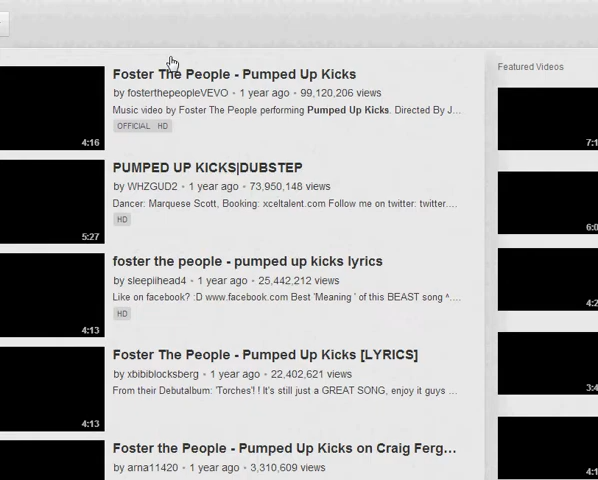 Foster The People - Pumped Up Kicks
by fosterthepeopleVEVO • 1 year ago • 99,120,206 views
Music video by Foster The People performing Pumped Up Kicks. Directed By J...
OFFICIAL HD
4:16
PUMPED UP KICKS|DUBSTEP
by WHZGUD2 • 1 year ago • 73,950,148 views
Dancer: Marquese Scott, Booking: xceltalent.com Follow me on twitter: twitter....
HD
5:27
foster the people - pumped up kicks lyrics
by sleepiihead4 • 1 year ago • 25,442,212 views
Like on facebook? :D www.facebook.com Best 'Meaning ' of this BEAST song ^....
HD
4:13
Foster The People - Pumped Up Kicks [LYRICS]
by xbibiblocksberg • 1 year ago • 22,402,621 views
From their Debutalbum: 'Torches'! ! It's still just a GREAT SONG, enjoy it guys ...
4:13
Foster the People - Pumped Up Kicks on Craig Ferg...
by arna11420 • 1 year ago • 3,310,609 views
Featured Videos